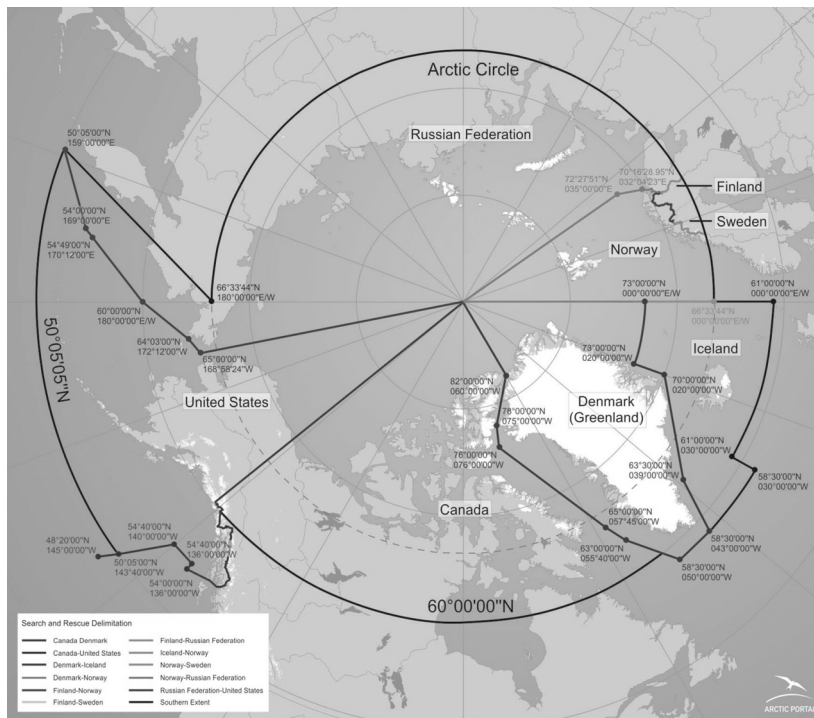 Arctic Circle
50°05'00"N
159°00'00"E
Russian Federation
72°27'51"N
035°00'00"E
70°16'28.95"N
032°04'23"E
Finland
Sweden
54°00'00"N
169°00'00"E
54°49'00"N
170°12'00"E
Norway
66°33'44"N
180°00'00"E/W
73°00'00"N
000°00'00"E/W
61°00'00"N
000°00'00"E/W
60°00'00"N
180°00'00"E/W
66°33'44"N
000°00'00"E/W
50°05'05"N
64°03'00"N
172°12'00"W
65°00'00"N
168°58'24"W
73°00'00"N
020°00'00"W
Iceland
82°00'00"N
060°00'00"W
70°00'00"N
020°00'00"W
United States
Denmark
(Greenland)
78°00'00"N
075°00'00"W
76°00'00"N
076°00'00"W
61°00'00"N
030°00'00"W
63°30'00"N
039°00'00"W
58°30'00"N
030°00'00"W
Canada
65°00'00"N
057°45'00"W
54°40'00"N
140°00'00"W
48°20'00"N
145°00'00"W
54°40'00"N
136°00'00"W
63°00'00"N
055°40'00"W
58°30'00"N
043°00'00"W
50°05'00"N
143°40'00"W
54°00'00"N
136°00'00"W
58°30'00"N
050°00'00"W
60°00'00"N
Search and Rescue Delimitation
Canada Denmark
Finland-Russian Federation
Canada-United States
Iceland-Norway
Denmark-Iceland
Norway-Sweden
Denmark-Norway
Norway-Russian Federation
Finland-Norway
Russian Federation-United States
Finland-Sweden
Southern Extent
ARCTIC PORTAL